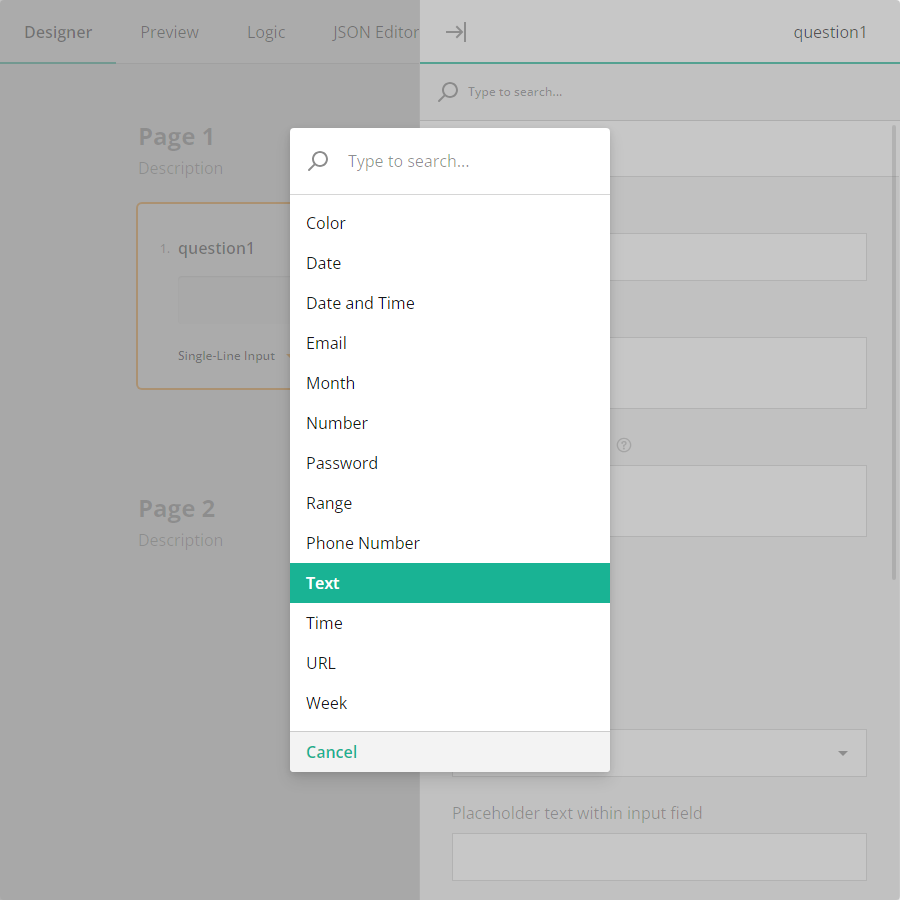 Designer Preview Logic JSON Editor question1
Type to search...
Page 1
Description
1. question1
Single-Line Input
Page 2
Description
Type to search...
Color
Date
Date and Time
Email
Month
Number
Password
Range
Phone Number
Text
Time
URL
Week
Cancel
?
Placeholder text within input field